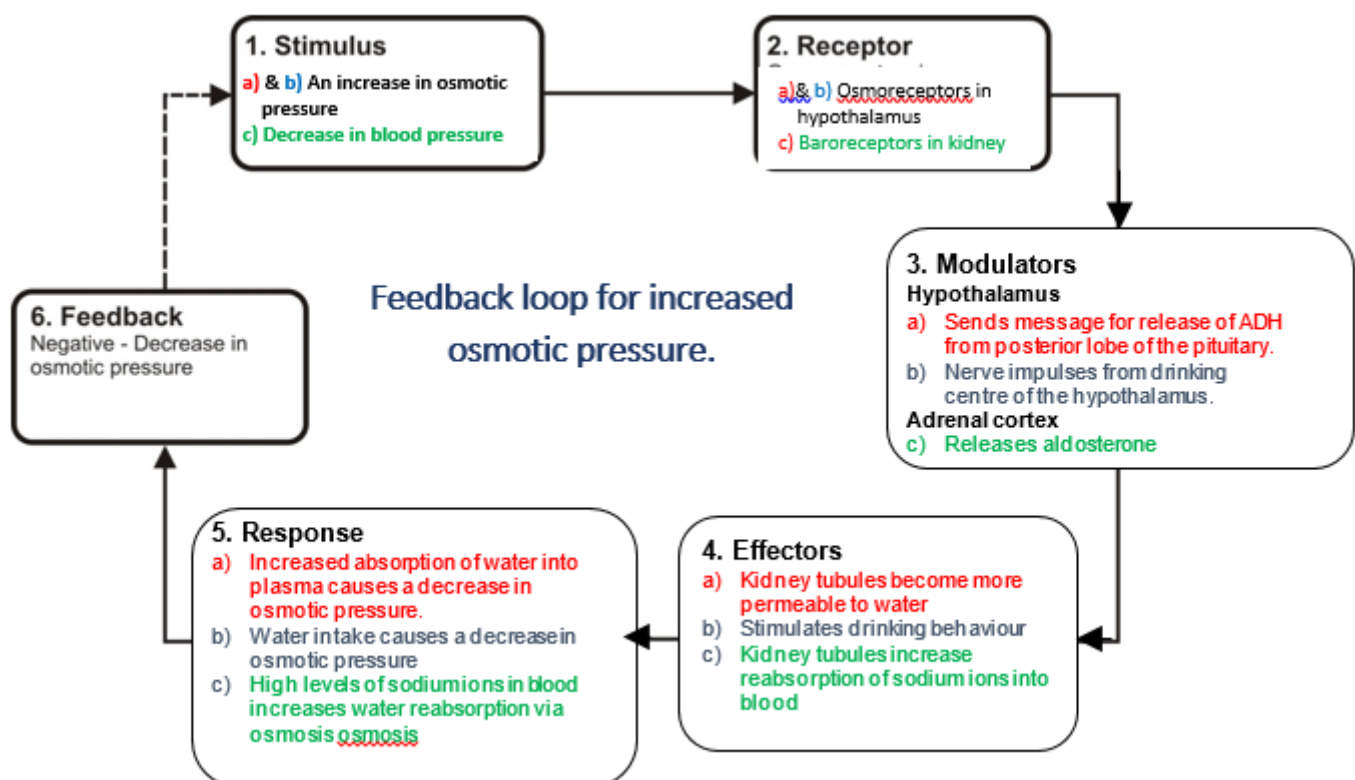 1. Stimulus
a) & b) An increase in osmotic
pressure
c) Decrease in blood pressure
2. Receptor
a)& b) Osmoreceptors in
hypothalamus
c) Baroreceptors in kidney
3. Modulators
Hypothalamus
a) Sends message for release of ADH
from posterior lobe of the pituitary.
b) Nerve impulses from drinking
centre of the hypothalamus.
Adrenal cortex
c) Releases aldosterone
Feedback loop for increased
osmotic pressure.
4. Effectors
a) Kidney tubules become more
permeable to water
b) Stimulates drinking behaviour
c) Kidney tubules increase
reabsorption of sodium ions into
blood
5. Response
a) Increased absorption of water into
plasma causes a decrease in
osmotic pressure.
b) Water intake causes a decrease in
osmotic pressure
c) High levels of sodium ions in blood
increases water reabsorption via
osmosis osmosis
6. Feedback
Negative - Decrease in
osmotic pressure